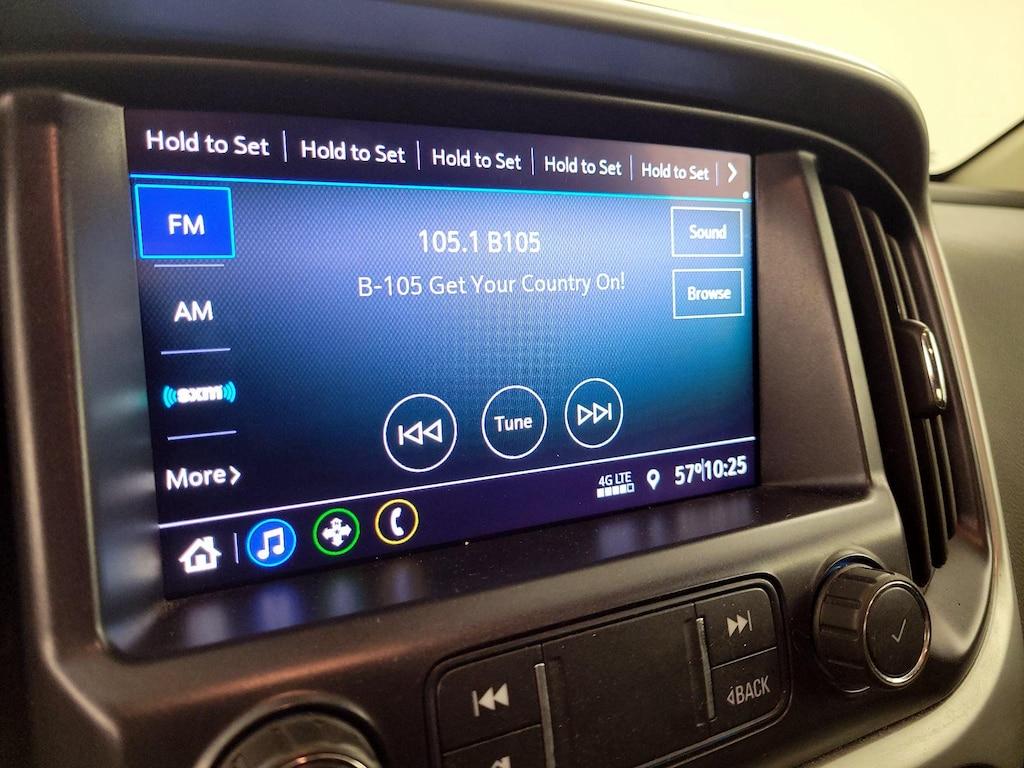 Hold to Set
Hold to Set
Hold to Set
Hold to Set
Hold to Set
FM
105.1 B105
Sound
B-105 Get Your Country On!
Browse
AM
sxm
Tune
More
4G LTE
57°
10:25
BACK